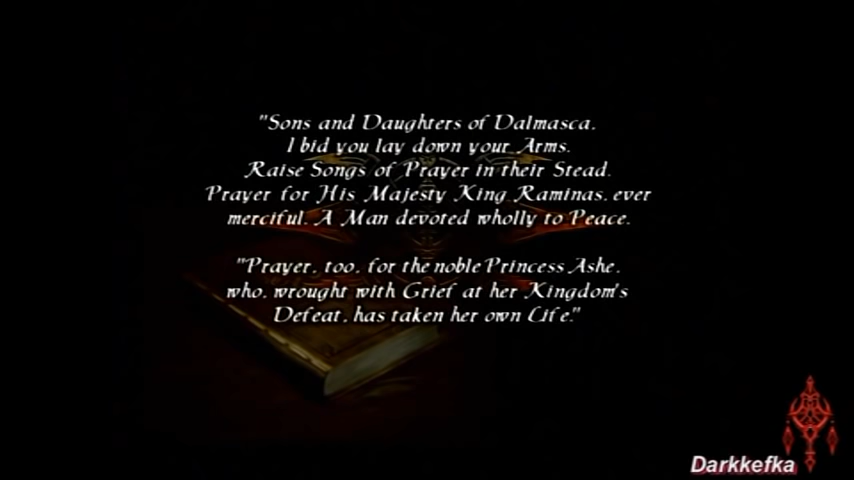 "Sons and Daughters of Dalmasca,
I bid you lay down your Arms.
Raise Songs of Prayer in their Stead.
Prayer for His Majesty King Raminas, ever
merciful. A Man devoted wholly to Peace.
"Prayer, too, for the noble Princess Ashe,
who, wrought with Grief at her Kingdom's
Defeat, has taken her own Life."
Darkkefka